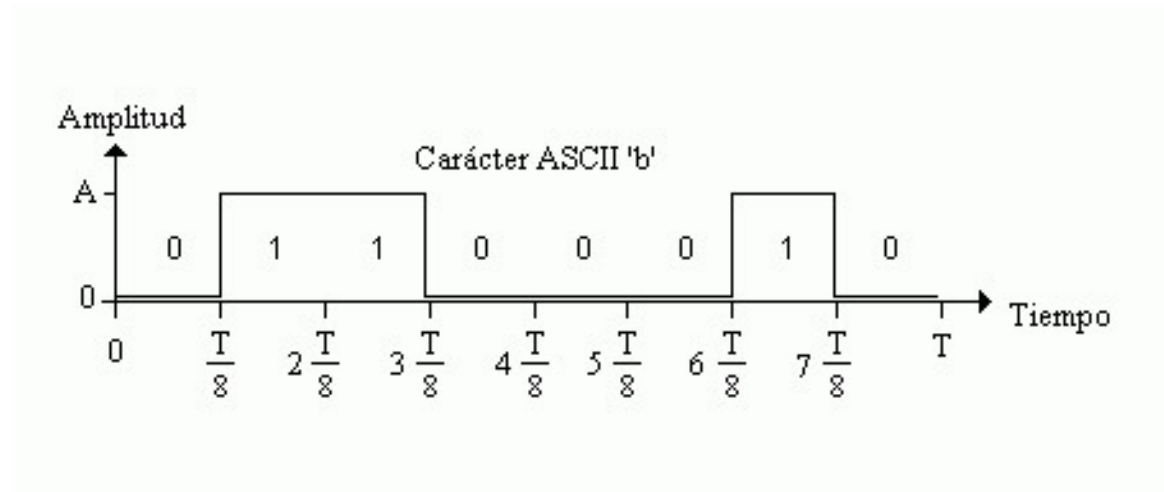 Amplitud
Carácter ASCII 'b'
A
0 1 1 0 0 0 1 0
0
Tiempo
0 T/8 2 T/8 3 T/8 4 T/8 5 T/8 6 T/8 7 T/8 T